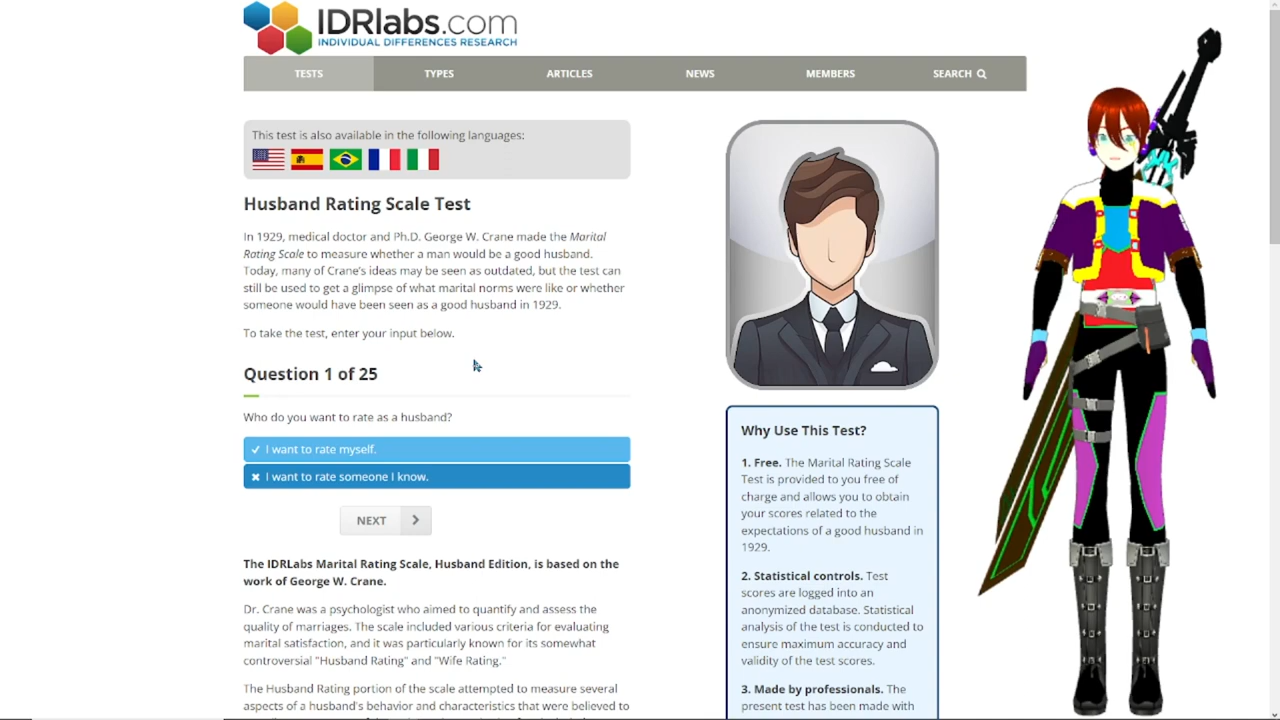 IDRlabs.com
INDIVIDUAL DIFFERENCES RESEARCH
TESTS TYPES ARTICLES NEWS MEMBERS SEARCH
This test is also available in the following languages:
Husband Rating Scale Test
In 1929, medical doctor and Ph.D. George W. Crane made the Marital
Rating Scale to measure whether a man would be a good husband.
Today, many of Crane's ideas may be seen as outdated, but the test can
still be used to get a glimpse of what marital norms were like or whether
someone would have been seen as a good husband in 1929.
To take the test, enter your input below.
Question 1 of 25
Who do you want to rate as a husband?
I want to rate myself.
I want to rate someone I know.
NEXT
The IDRLabs Marital Rating Scale, Husband Edition, is based on the
work of George W. Crane.
Dr. Crane was a psychologist who aimed to quantify and assess the
quality of marriages. The scale included various criteria for evaluating
marital satisfaction, and it was particularly known for its somewhat
controversial "Husband Rating" and "Wife Rating."
The Husband Rating portion of the scale attempted to measure several
aspects of a husband's behavior and characteristics that were believed to
Why Use This Test?
1. Free. The Marital Rating Scale
Test is provided to you free of
charge and allows you to obtain
your scores related to the
expectations of a good husband in
1929.
2. Statistical controls. Test
scores are logged into an
anonymized database. Statistical
analysis of the test is conducted to
ensure maximum accuracy and
validity of the test scores.
3. Made by professionals. The
present test has been made with